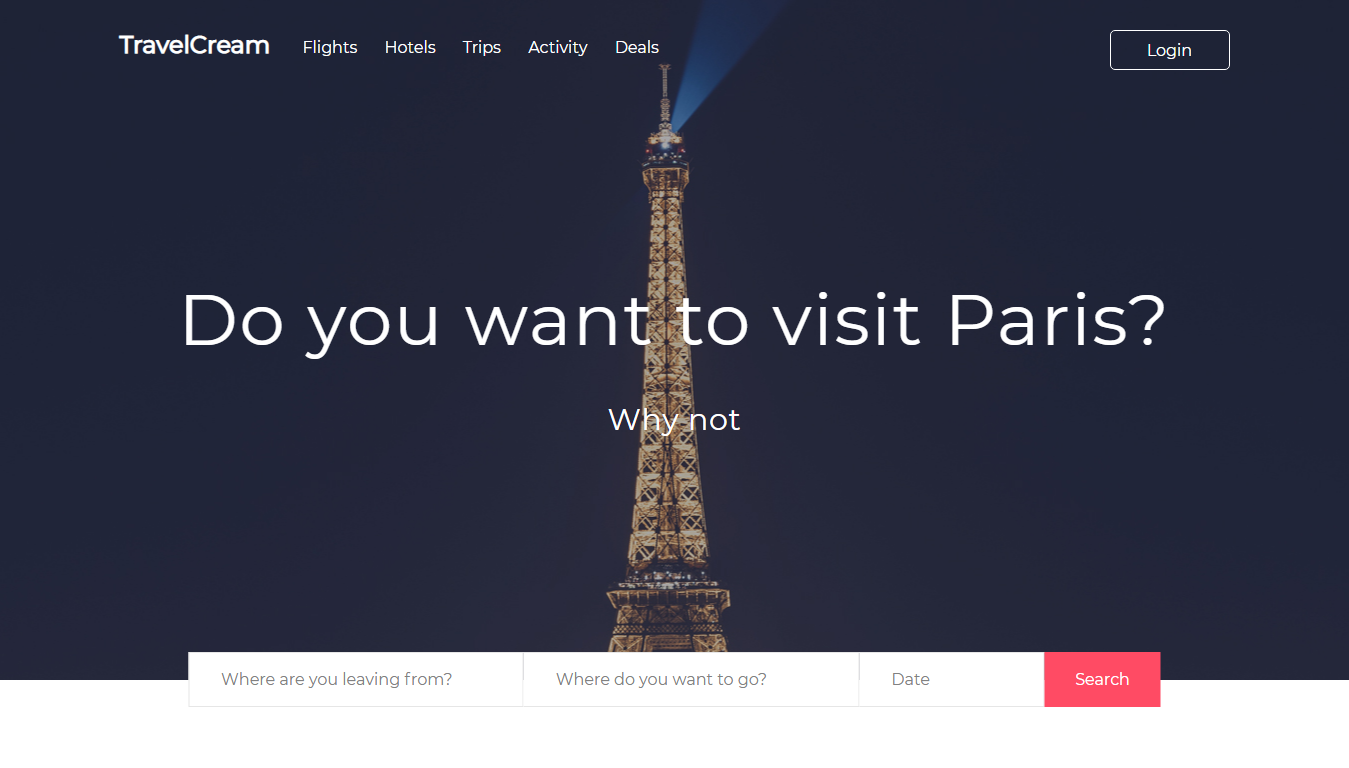 TravelCream Flights Hotels Trips Activity Deals Login
Do you want to visit Paris?
Why not
Where are you leaving from? Where do you want to go? Date Search